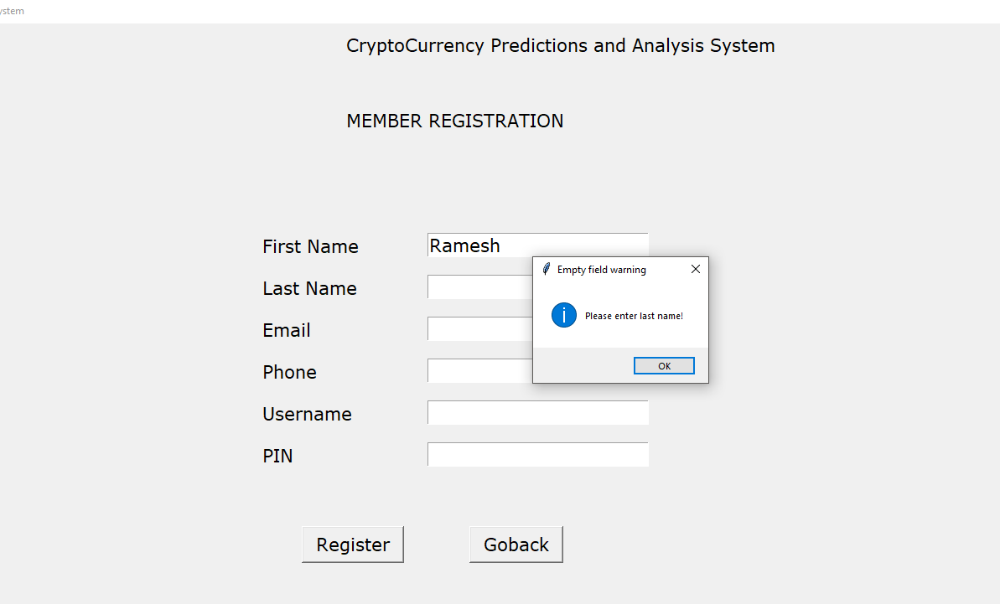 ystem
CryptoCurrency Predictions and Analysis System
MEMBER REGISTRATION
First Name Ramesh
Empty field warning
Last Name
Please enter last name!
Email
OK
Phone
Username
PIN
Register Goback